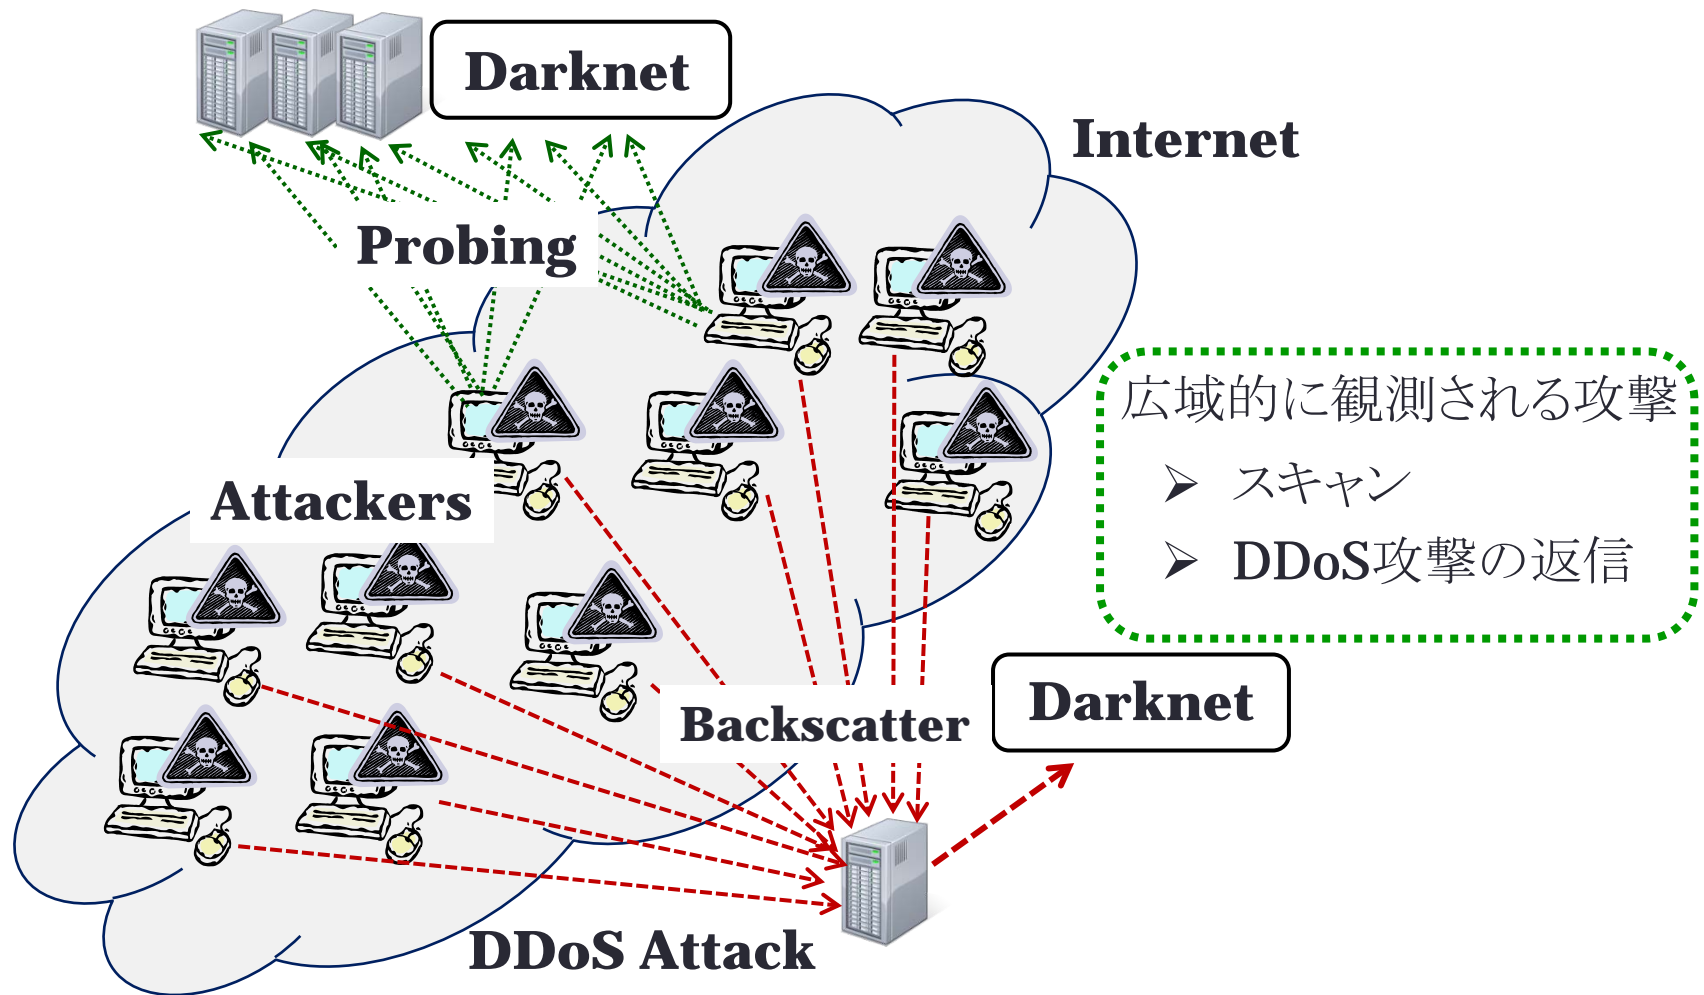 Darknet
Internet
Probing
広域的に観測される攻撃
スキャン
Attackers
DDoS攻撃の返信
Darknet
Backscatter
DDoS Attack